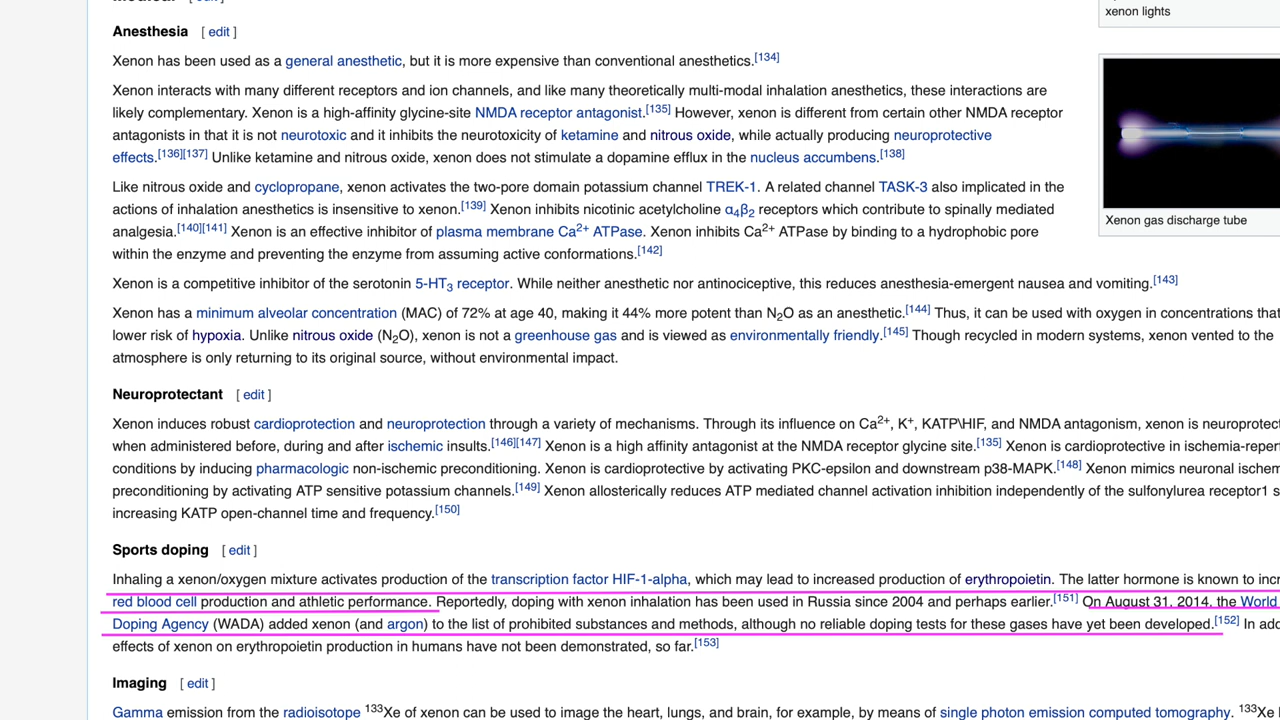 xenon lights
Anesthesia [ edit ]
Xenon has been used as a general anesthetic, but it is more expensive than conventional anesthetics.[134]
Xenon interacts with many different receptors and ion channels, and like many theoretically multi-modal inhalation anesthetics, these interactions are
likely complementary. Xenon is a high-affinity glycine-site NMDA receptor antagonist.[135] However, xenon is different from certain other NMDA receptor
antagonists in that it is not neurotoxic and it inhibits the neurotoxicity of ketamine and nitrous oxide, while actually producing neuroprotective
effects.[136][137] Unlike ketamine and nitrous oxide, xenon does not stimulate a dopamine efflux in the nucleus accumbens.[138]
Like nitrous oxide and cyclopropane, xenon activates the two-pore domain potassium channel TREK-1. A related channel TASK-3 also implicated in the
actions of inhalation anesthetics is insensitive to xenon.[139] Xenon inhibits nicotinic acetylcholine α4β2 receptors which contribute to spinally mediated
Xenon gas discharge tube
analgesia.[140][141] Xenon is an effective inhibitor of plasma membrane Ca2+ ATPase. Xenon inhibits Ca2+ ATPase by binding to a hydrophobic pore
within the enzyme and preventing the enzyme from assuming active conformations.[142]
Xenon is a competitive inhibitor of the serotonin 5-HT3 receptor. While neither anesthetic nor antinociceptive, this reduces anesthesia-emergent nausea and vomiting.[143]
Xenon has a minimum alveolar concentration (MAC) of 72% at age 40, making it 44% more potent than N2O as an anesthetic.[144] Thus, it can be used with oxygen in concentrations that
lower risk of hypoxia. Unlike nitrous oxide (N2O), xenon is not a greenhouse gas and is viewed as environmentally friendly.[145] Though recycled in modern systems, xenon vented to the
atmosphere is only returning to its original source, without environmental impact.
Neuroprotectant [ edit ]
Xenon induces robust cardioprotection and neuroprotection through a variety of mechanisms. Through its influence on Ca2+, K+, KATP\HIF, and NMDA antagonism, xenon is neuroprotect
when administered before, during and after ischemic insults.[146][147] Xenon is a high affinity antagonist at the NMDA receptor glycine site.[135] Xenon is cardioprotective in ischemia-reper
conditions by inducing pharmacologic non-ischemic preconditioning. Xenon is cardioprotective by activating PKC-epsilon and downstream p38-MAPK.[148] Xenon mimics neuronal ischem
preconditioning by activating ATP sensitive potassium channels.[149] Xenon allosterically reduces ATP mediated channel activation inhibition independently of the sulfonylurea receptor1 s
increasing KATP open-channel time and frequency.[150]
Sports doping [ edit ]
Inhaling a xenon/oxygen mixture activates production of the transcription factor HIF-1-alpha, which may lead to increased production of erythropoietin. The latter hormone is known to incr
red blood cell production and athletic performance. Reportedly, doping with xenon inhalation has been used in Russia since 2004 and perhaps earlier.[151] On August 31, 2014, the World
Doping Agency (WADA) added xenon (and argon) to the list of prohibited substances and methods, although no reliable doping tests for these gases have yet been developed.[152] In add
effects of xenon on erythropoietin production in humans have not been demonstrated, so far.[153]
Imaging [ edit ]
Gamma emission from the radioisotope 133Xe of xenon can be used to image the heart, lungs, and brain, for example, by means of single photon emission computed tomography. 133Xe